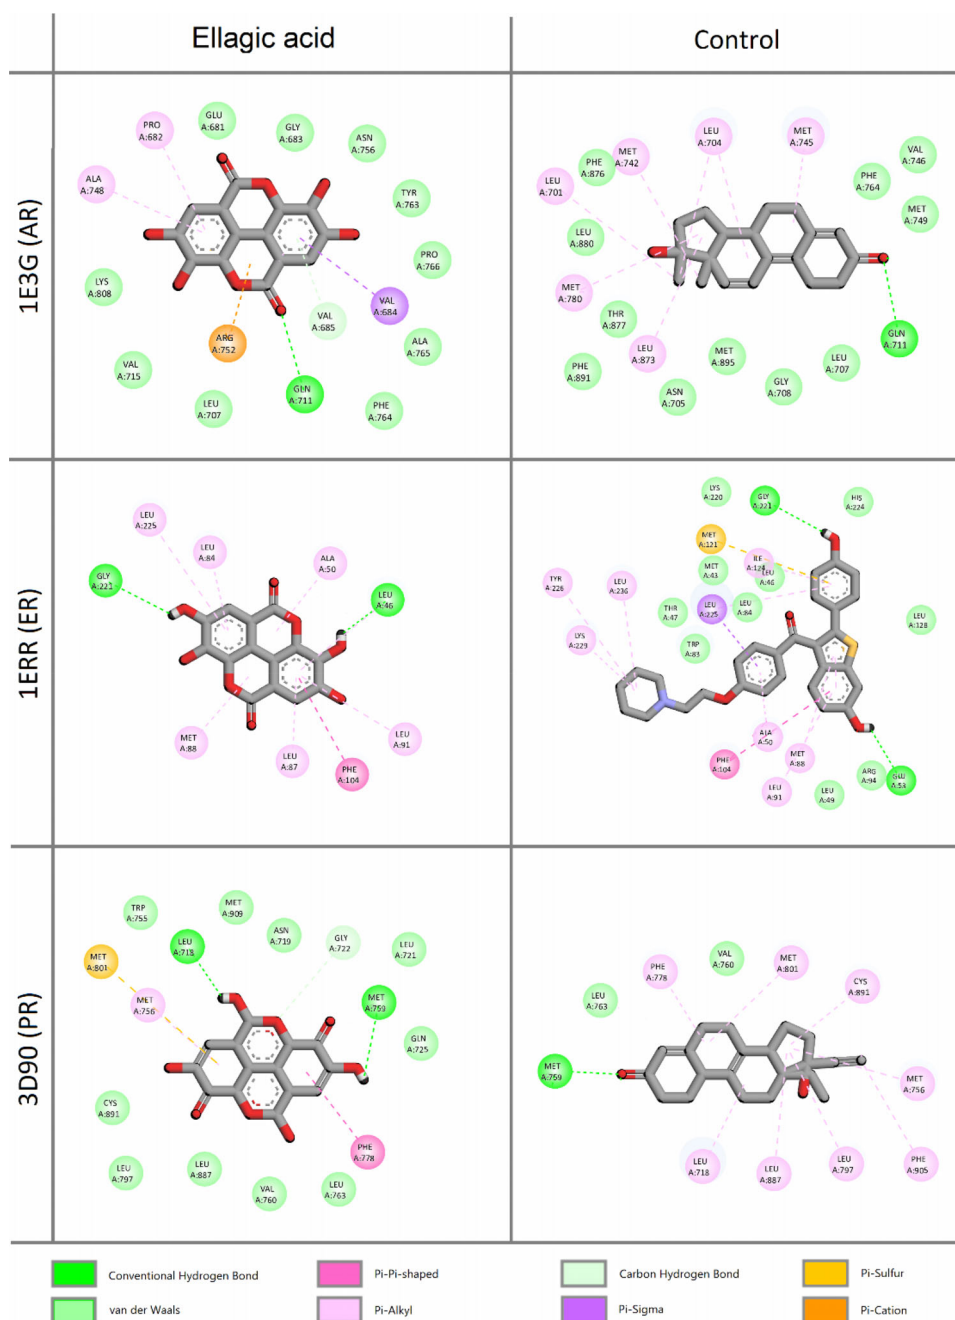 Ellagic acid
Control
1E3G (AR)
GLU
A:681
PRO
A:682
GLY
A:683
ASN
A:756
ALA
A:748
TYR
A:763
PRO
A:766
LYS
A:808
VAL
A:684
VAL
A:685
ARG
A:752
ALA
A:765
VAL
A:715
GLN
A:711
LEU
A:707
PHE
A:764
LEU
A:704
MET
A:745
MET
A:742
PHE
A:876
VAL
A:746
LEU
A:701
PHE
A:764
MET
A:749
LEU
A:880
MET
A:780
THR
A:877
GLN
A:711
LEU
A:873
MET
A:895
LEU
A:707
PHE
A:891
ASN
A:705
GLY
A:708
1ERR (ER)
LEU
A:225
LEU
A:84
ALA
A:50
GLY
A:221
LEU
A:46
MET
A:88
LEU
A:87
LEU
A:91
PHE
A:104
LYS
A:220
GLY
A:221
HIS
A:224
MET
A:121
ILE
A:124
MET
A:43
LEU
A:46
TYR
A:226
LEU
A:236
THR
A:47
LEU
A:225
LEU
A:84
LEU
A:128
LYS
A:229
TRP
A:83
ALA
A:50
MET
A:88
PHE
A:104
ARG
A:94
GLU
A:53
LEU
A:91
LEU
A:49
3D90 (PR)
TRP
A:755
MET
A:909
ASN
A:719
LEU
A:718
GLY
A:722
LEU
A:721
MET
A:801
MET
A:756
MET
A:759
GLN
A:725
CYS
A:891
PHE
A:778
LEU
A:797
LEU
A:887
VAL
A:760
LEU
A:763
PHE
A:778
VAL
A:760
MET
A:801
CYS
A:891
LEU
A:763
MET
A:759
MET
A:756
LEU
A:718
LEU
A:887
LEU
A:797
PHE
A:905
Conventional Hydrogen Bond
Pi-Pi-shaped
Carbon Hydrogen Bond
Pi-Sulfur
van der Waals
Pi-Alkyl
Pi-Sigma
Pi-Cation